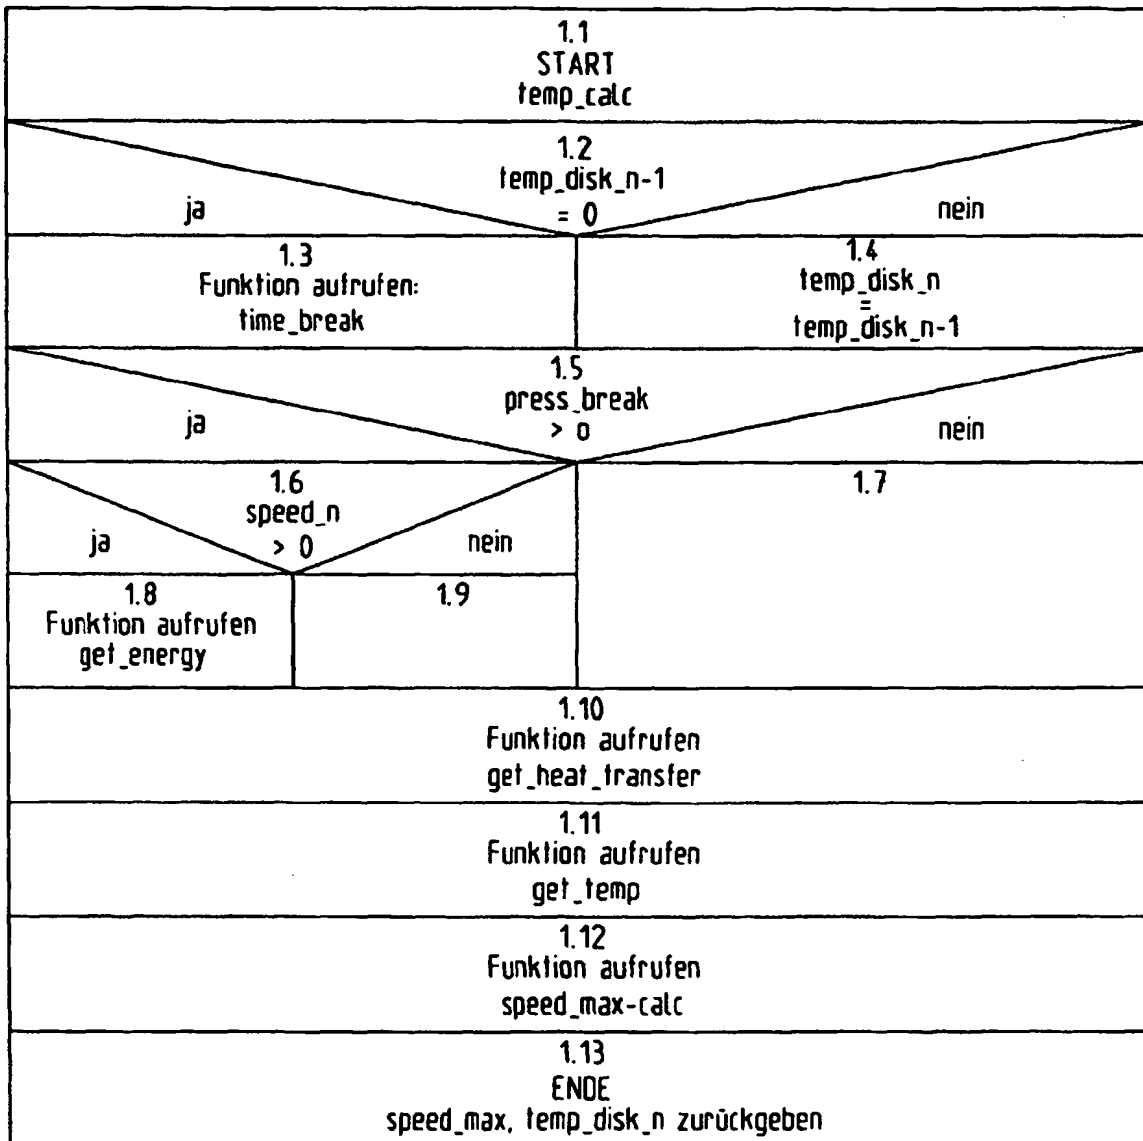 1.1
START
temp_calc
1.2
temp_disk_n-1
ja = 0 nein
1.3
Funktion aufrufen:
time_break
1.4
temp_disk_n
=
temp_disk_n-1
1.5
press_break
ja > 0 nein
1.6
speed_n
ja > 0 nein
1.7
1.8
Funktion aufrufen
get_energy
1.9
1.10
Funktion aufrufen
get_heat_transfer
1.11
Funktion aufrufen
get_temp
1.12
Funktion aufrufen
speed_max-calc
1.13
ENDE
speed_max, temp_disk_n zurückgeben